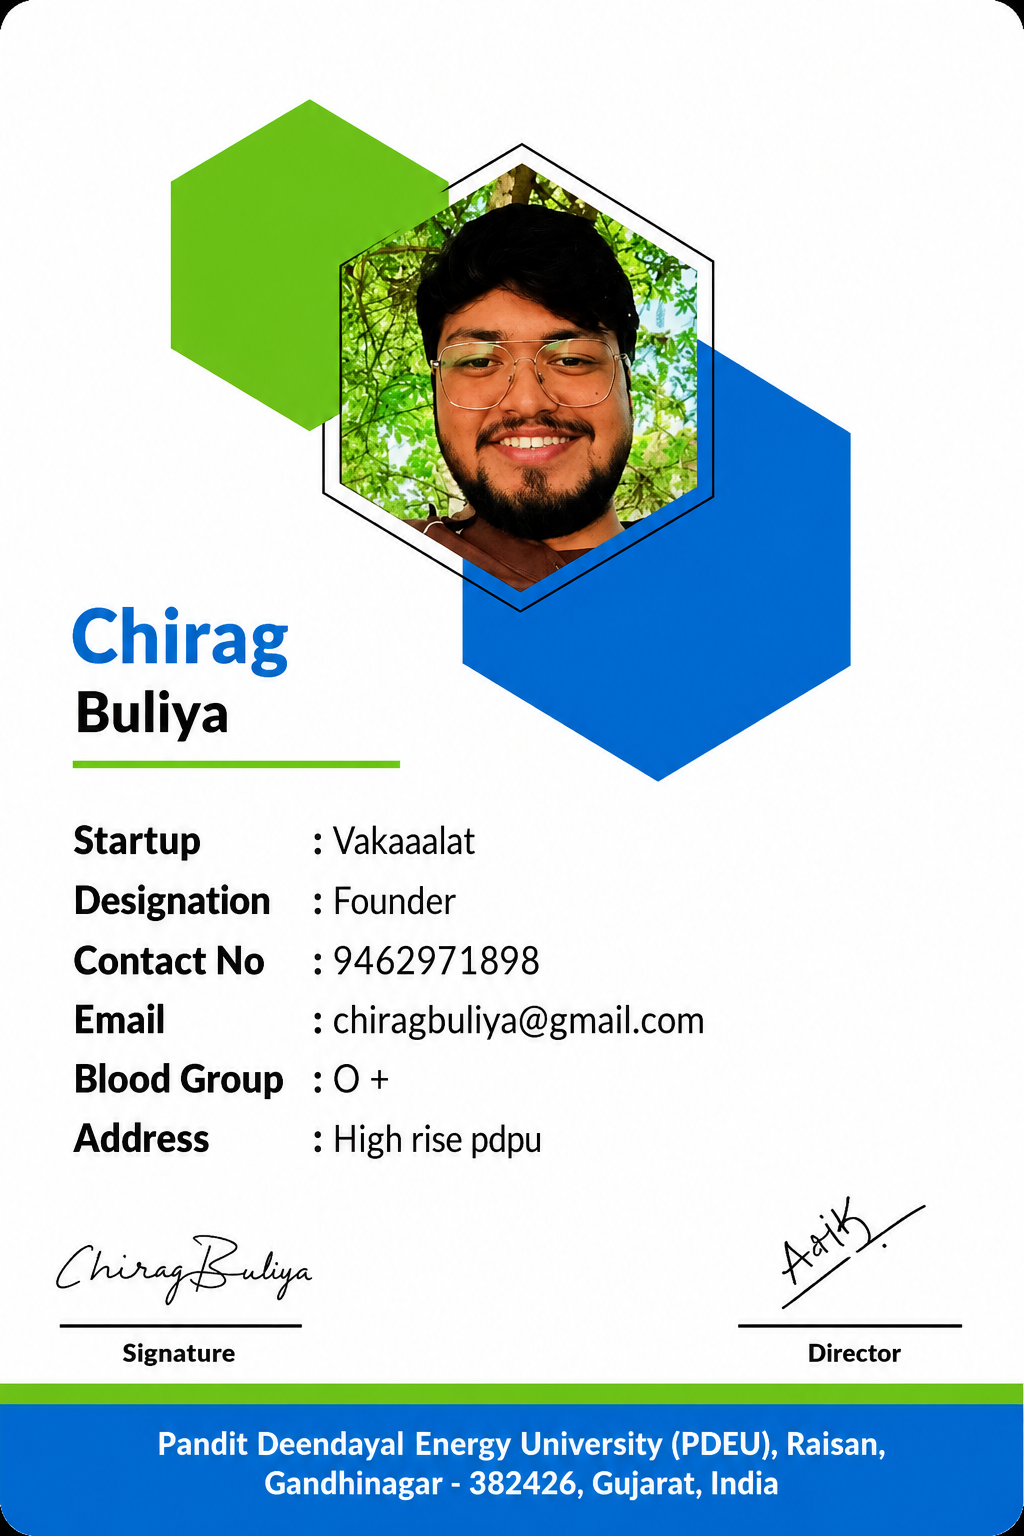 Chirag
Buliya
Startup : Vakaaalat
Designation : Founder
Contact No : 9462971898
Email : chiragbuliya@gmail.com
Blood Group : O +
Address : High rise pdpu
Chirag Buliya
Signature
Director
Pandit Deendayal Energy University (PDEU), Raisan,
Gandhinagar - 382426, Gujarat, India